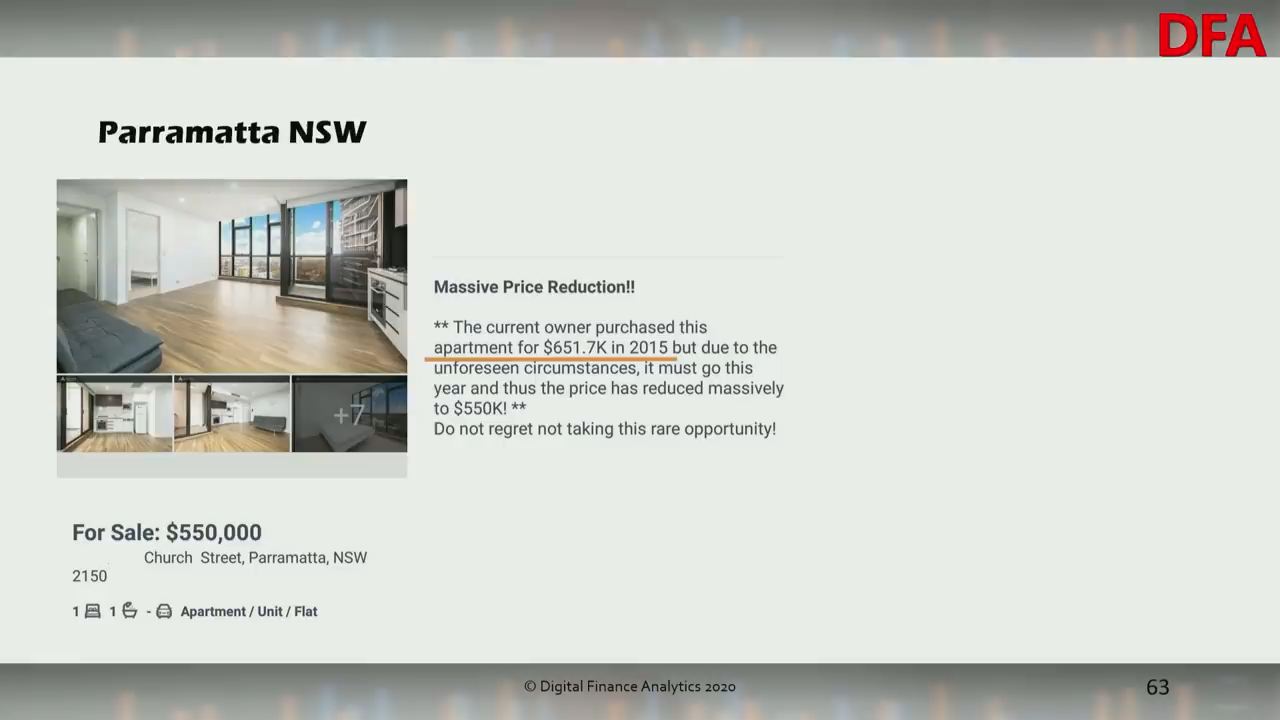 DFA
Parramatta NSW
Massive Price Reduction!!
** The current owner purchased this
apartment for $651.7K in 2015 but due to the
unforeseen circumstances, it must go this
year and thus the price has reduced massively
to $550K! **
Do not regret not taking this rare opportunity!
+7
For Sale: $550,000
Church Street, Parramatta, NSW
2150
1 1 - Apartment / Unit / Flat
© Digital Finance Analytics 2020
63